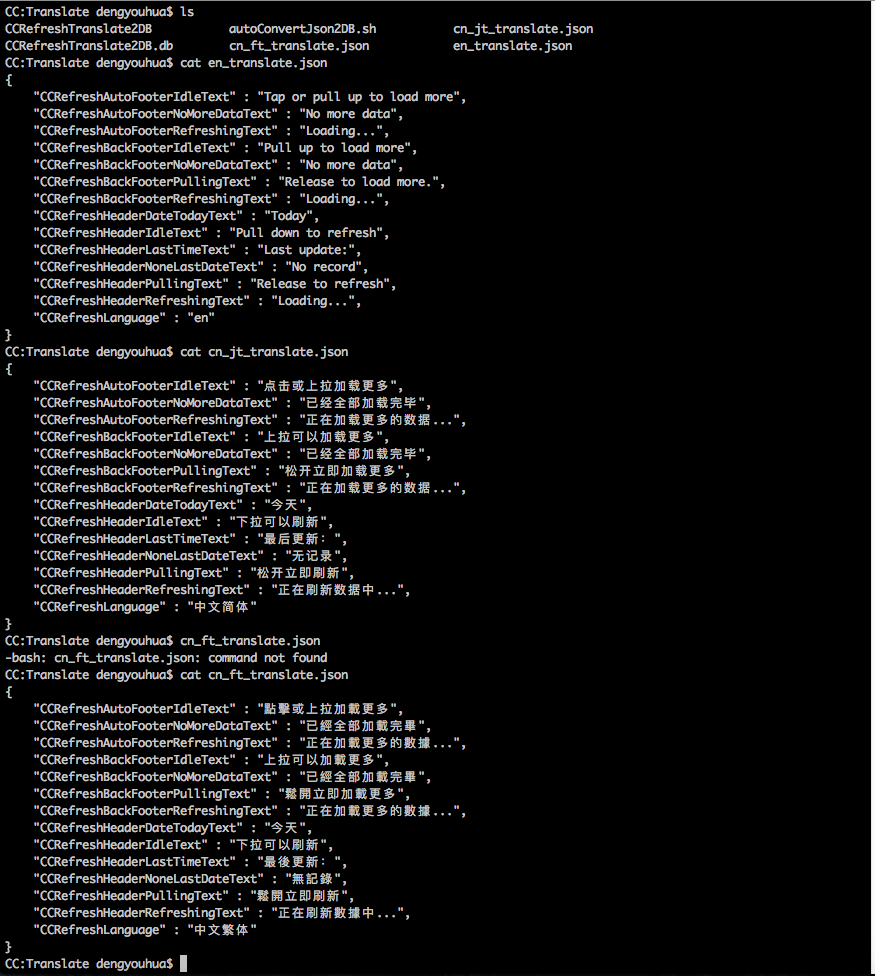 CC:Translate dengyouhua$ ls
CCRefreshTranslate2DB autoConvertJson2DB.sh cn_jt_translate.json
CCRefreshTranslate2DB.db cn_ft_translate.json en_translate.json
CC:Translate dengyouhua$ cat en_translate.json
{
    "CCRefreshAutoFooterIdleText" : "Tap or pull up to load more",
    "CCRefreshAutoFooterNoMoreDataText" : "No more data",
    "CCRefreshAutoFooterRefreshingText" : "Loading...",
    "CCRefreshBackFooterIdleText" : "Pull up to load more",
    "CCRefreshBackFooterNoMoreDataText" : "No more data",
    "CCRefreshBackFooterPullingText" : "Release to load more.",
    "CCRefreshBackFooterRefreshingText" : "Loading...",
    "CCRefreshHeaderDateTodayText" : "Today",
    "CCRefreshHeaderIdleText" : "Pull down to refresh",
    "CCRefreshHeaderLastTimeText" : "Last update:",
    "CCRefreshHeaderNoneLastDateText" : "No record",
    "CCRefreshHeaderPullingText" : "Release to refresh",
    "CCRefreshHeaderRefreshingText" : "Loading...",
    "CCRefreshLanguage" : "en"
}
CC:Translate dengyouhua$ cat cn_jt_translate.json
{
    "CCRefreshAutoFooterIdleText" : "点击或上拉加载更多",
    "CCRefreshAutoFooterNoMoreDataText" : "已经全部加载完毕",
    "CCRefreshAutoFooterRefreshingText" : "正在加载更多的数据...",
    "CCRefreshBackFooterIdleText" : "上拉可以加载更多",
    "CCRefreshBackFooterNoMoreDataText" : "已经全部加载完毕",
    "CCRefreshBackFooterPullingText" : "松开立即加载更多",
    "CCRefreshBackFooterRefreshingText" : "正在加载更多的数据...",
    "CCRefreshHeaderDateTodayText" : "今天",
    "CCRefreshHeaderIdleText" : "下拉可以刷新",
    "CCRefreshHeaderLastTimeText" : "最后更新：",
    "CCRefreshHeaderNoneLastDateText" : "无记录",
    "CCRefreshHeaderPullingText" : "松开立即刷新",
    "CCRefreshHeaderRefreshingText" : "正在刷新数据中...",
    "CCRefreshLanguage" : "中文简体"
}
CC:Translate dengyouhua$ cn_ft_translate.json
-bash: cn_ft_translate.json: command not found
CC:Translate dengyouhua$ cat cn_ft_translate.json
{
    "CCRefreshAutoFooterIdleText" : "點擊或上拉加載更多",
    "CCRefreshAutoFooterNoMoreDataText" : "已經全部加載完畢",
    "CCRefreshAutoFooterRefreshingText" : "正在加載更多的數據...",
    "CCRefreshBackFooterIdleText" : "上拉可以加載更多",
    "CCRefreshBackFooterNoMoreDataText" : "已經全部加載完畢",
    "CCRefreshBackFooterPullingText" : "鬆開立即加載更多",
    "CCRefreshBackFooterRefreshingText" : "正在加載更多的數據...",
    "CCRefreshHeaderDateTodayText" : "今天",
    "CCRefreshHeaderIdleText" : "下拉可以刷新",
    "CCRefreshHeaderLastTimeText" : "最後更新：",
    "CCRefreshHeaderNoneLastDateText" : "無記錄",
    "CCRefreshHeaderPullingText" : "鬆開立即刷新",
    "CCRefreshHeaderRefreshingText" : "正在刷新數據中...",
    "CCRefreshLanguage" : "中文繁体"
}
CC:Translate dengyouhua$